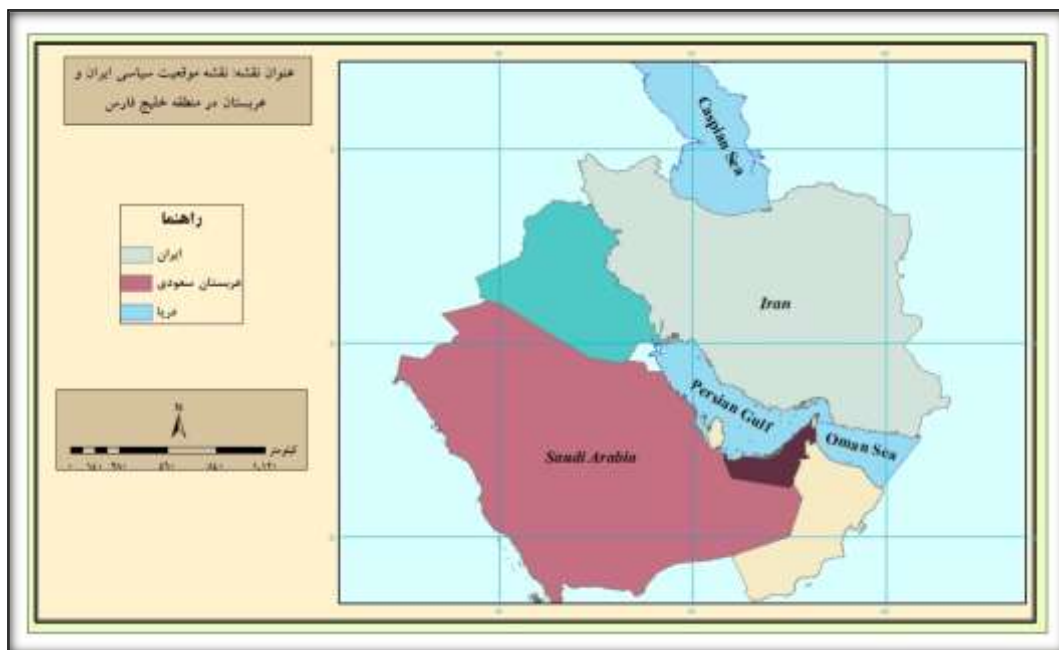 عنوان نقشه: نقشه موقعیت سیاسی ایران و
عربستان در منطقه خلیج فارس
راهنما
ایران
عربستان سعودی
دریا
N
کیلومتر
Caspian Sea
Iran
Persian Gulf
Oman Sea
Saudi Arabia